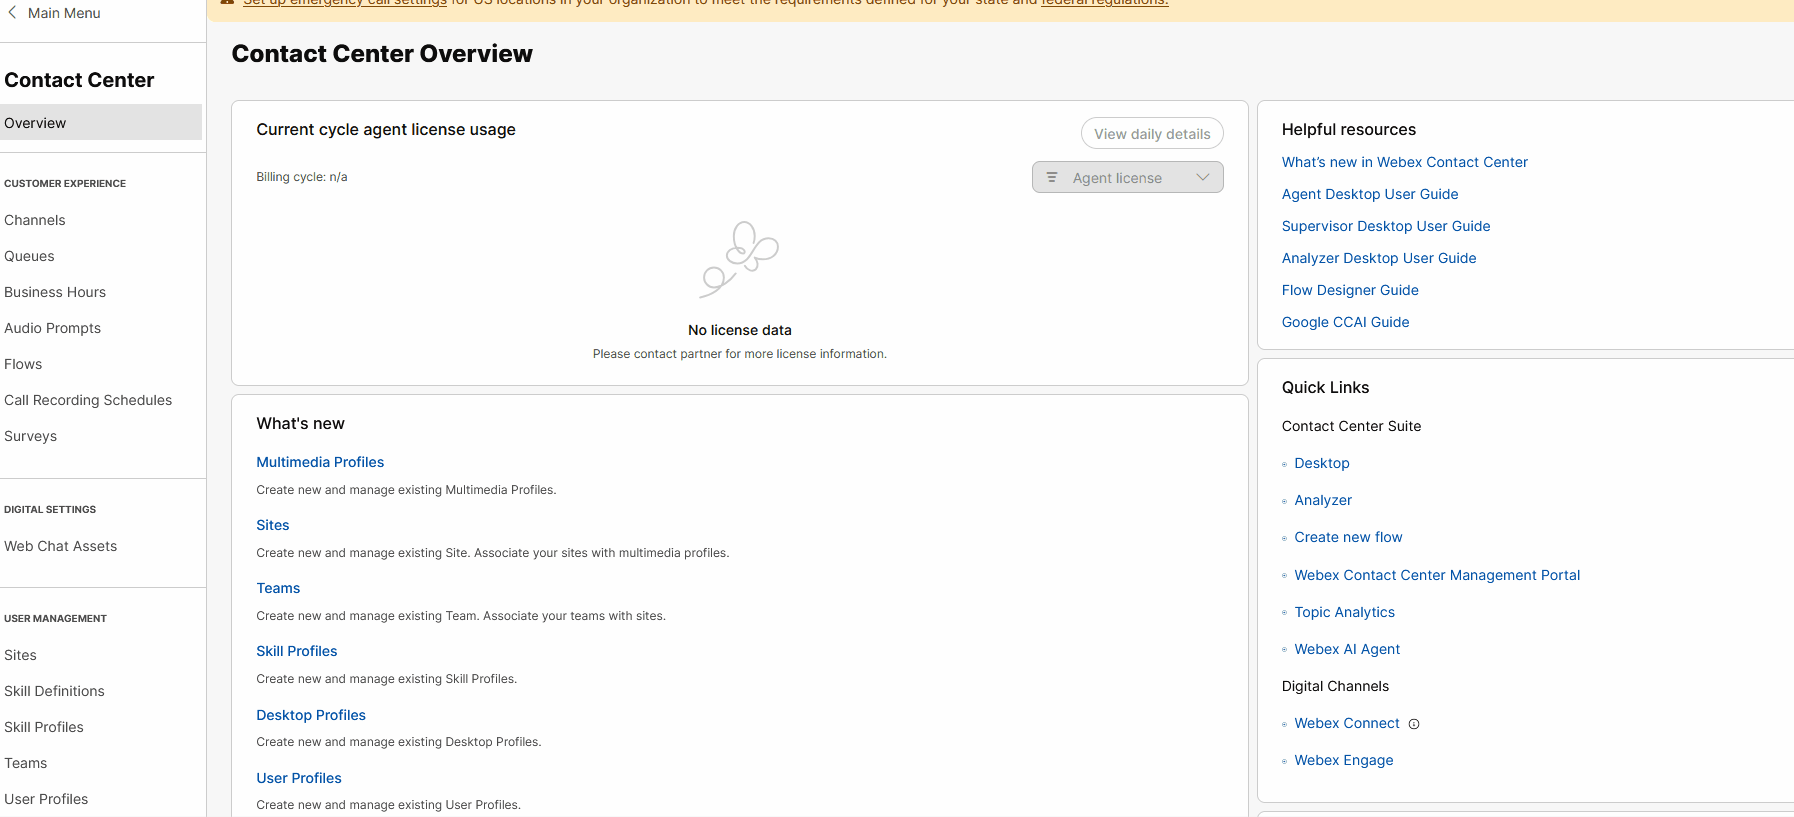 Main Menu
Set up emergency call settings for US locations in your organization to meet the requirements defined for your state and federal regulations.
Contact Center
Overview
CUSTOMER EXPERIENCE
Channels
Queues
Business Hours
Audio Prompts
Flows
Call Recording Schedules
Surveys
DIGITAL SETTINGS
Web Chat Assets
USER MANAGEMENT
Sites
Skill Definitions
Skill Profiles
Teams
User Profiles
Contact Center Overview
Current cycle agent license usage
View daily details
Billing cycle: n/a
Agent license
No license data
Please contact partner for more license information.
What's new
Multimedia Profiles
Create new and manage existing Multimedia Profiles.
Sites
Create new and manage existing Site. Associate your sites with multimedia profiles.
Teams
Create new and manage existing Team. Associate your teams with sites.
Skill Profiles
Create new and manage existing Skill Profiles.
Desktop Profiles
Create new and manage existing Desktop Profiles.
User Profiles
Create new and manage existing User Profiles.
Helpful resources
What’s new in Webex Contact Center
Agent Desktop User Guide
Supervisor Desktop User Guide
Analyzer Desktop User Guide
Flow Designer Guide
Google CCAI Guide
Quick Links
Contact Center Suite
Desktop
Analyzer
Create new flow
Webex Contact Center Management Portal
Topic Analytics
Webex AI Agent
Digital Channels
Webex Connect
Webex Engage